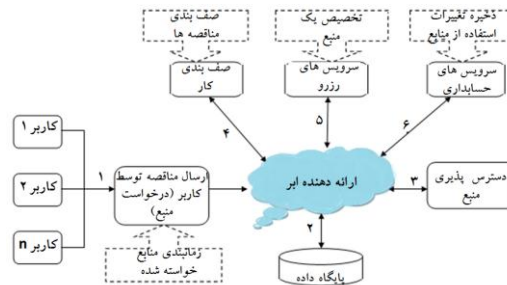 صف بندی
مناقصه ها
تخصیص یک
منبع
ذخیره تغییرات
استفاده از منابع
صف بندی
کار
سرویس های
رزرو
سرویس های
حسابداری
۴
۵
۶
کاربر ۱
کاربر ۲
کاربر n
۱
ارسال مناقصه توسط
کاربر (درخواست
منبع)
ارائه دهنده ابر
۳
دسترس پذیری
منبع
۲
زمانبندی منابع
خواسته شده
پایگاه داده